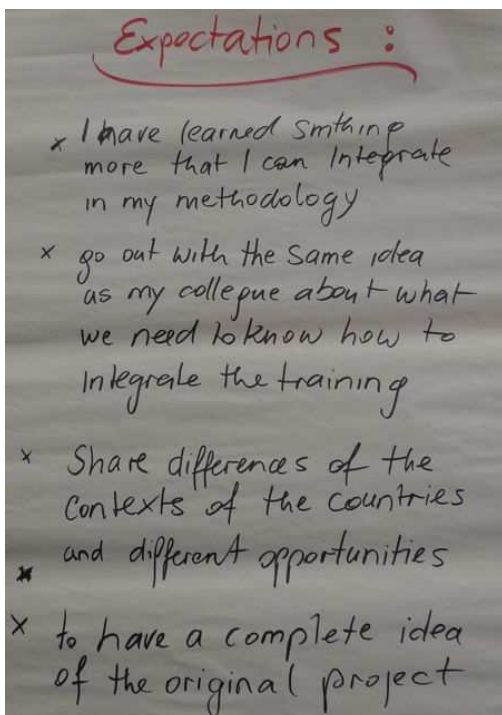 Expectations :
x I have learned smthing
more that I can Integrate
in my methodology
x go out with the same idea
as my collegue about what
we need to know how to
Integrate the training
x Share differences of the
Contexts of the countries
and different opportunities
x
x to have a complete idea
of the original project